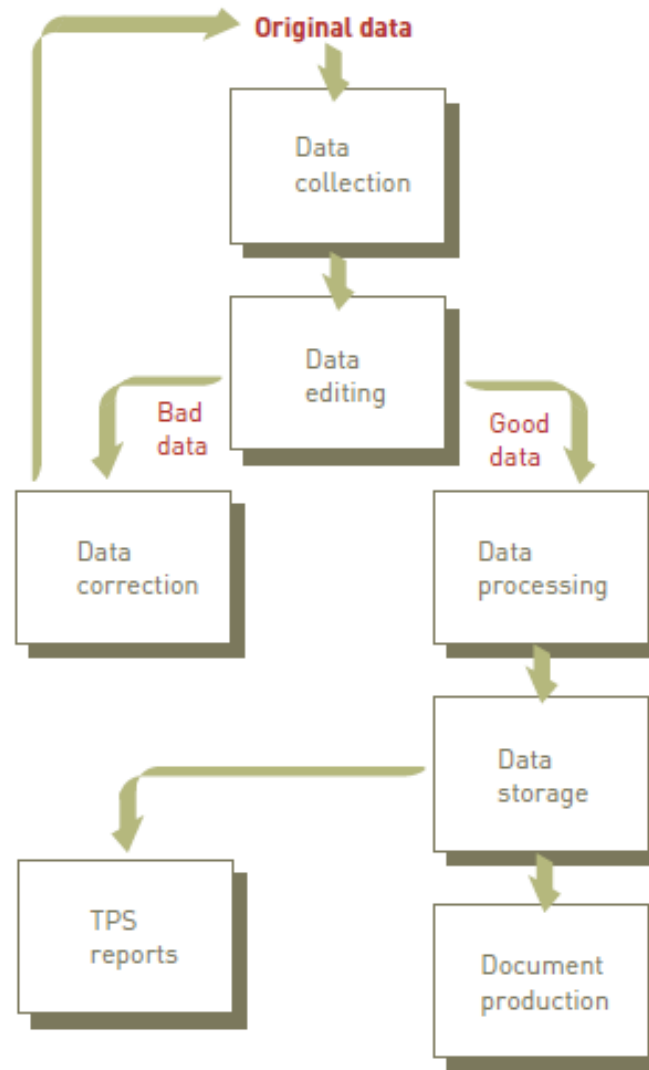 Original data
Data
collection
Data
editing
Bad
data
Good
data
Data
correction
Data
processing
Data
storage
TPS
reports
Document
production